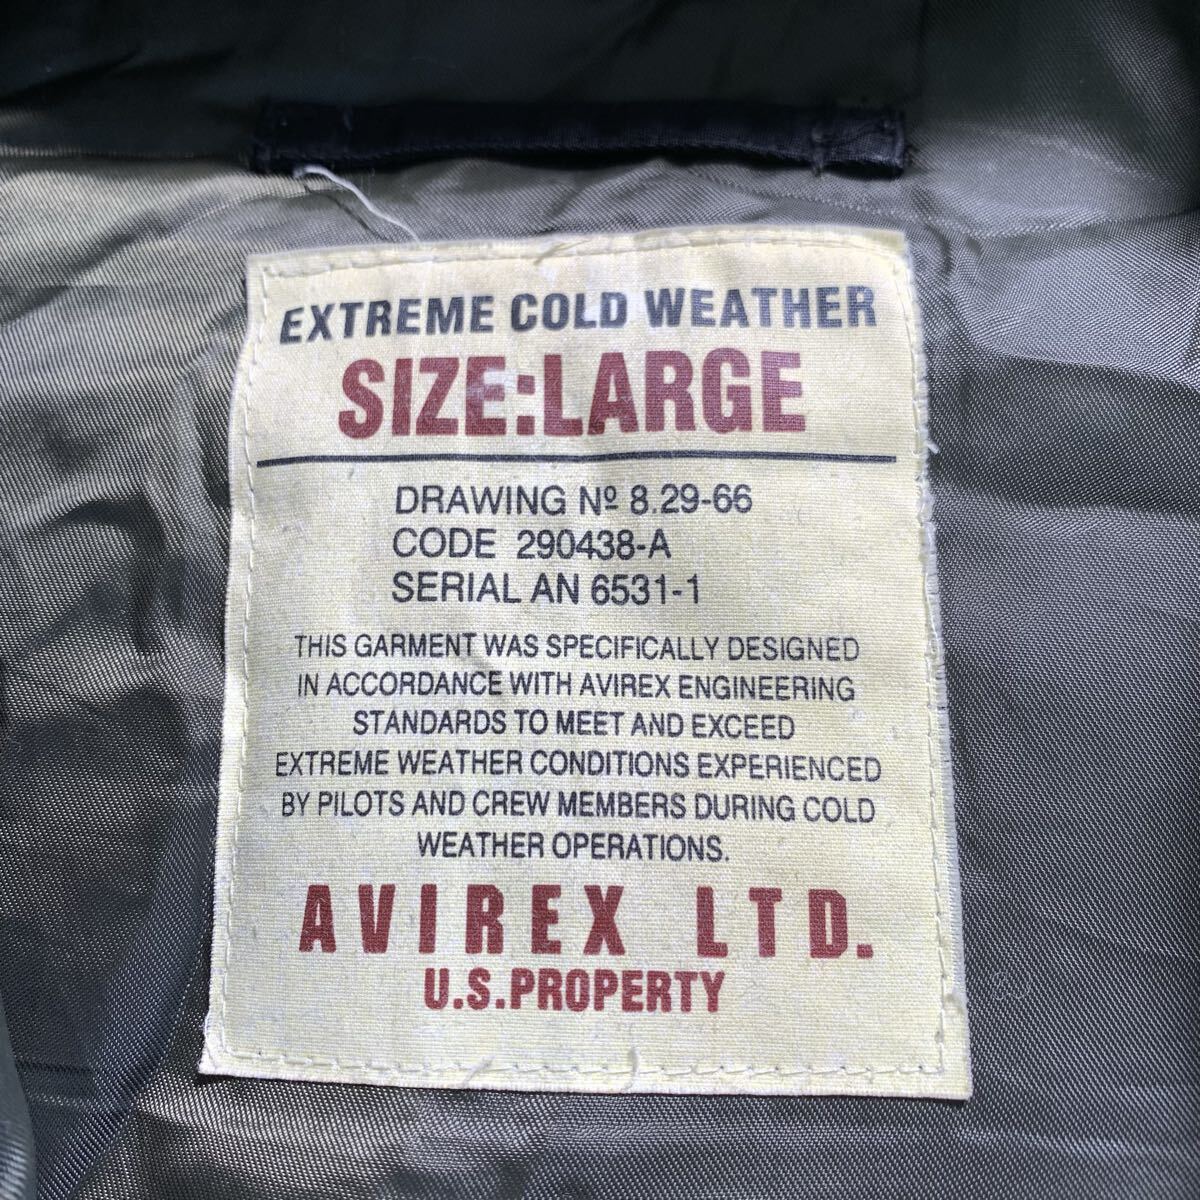 EXTREME COLD WEATHER
SIZE:LARGE
DRAWING Nº 8.29-66
CODE 290438-A
SERIAL AN 6531-1
THIS GARMENT WAS SPECIFICALLY DESIGNED
IN ACCORDANCE WITH AVIREX ENGINEERING
STANDARDS TO MEET AND EXCEED
EXTREME WEATHER CONDITIONS EXPERIENCED
BY PILOTS AND CREW MEMBERS DURING COLD
WEATHER OPERATIONS.
AVIREX LTD.
U.S.PROPERTY